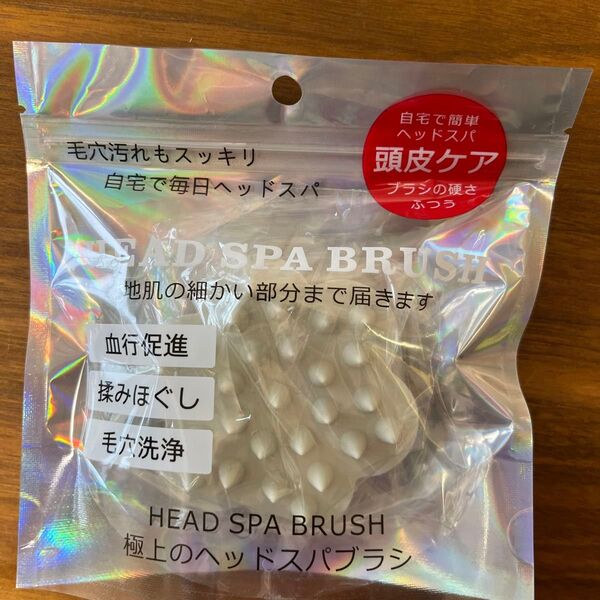 毛穴汚れもスッキリ
自宅で毎日ヘッドスパ
自宅で簡単
ヘッドスパ
頭皮ケア
ブラシの硬さ
ふつう
HEAD SPA BRUSH
地肌の細かい部分まで届きます
血行促進
揉みほぐし
毛穴洗浄
HEAD SPA BRUSH
極上のヘッドスパブラシ